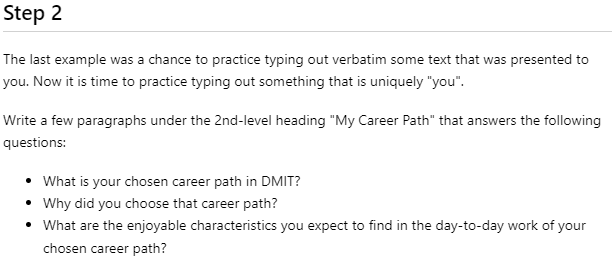 Step 2
The last example was a chance to practice typing out verbatim some text that was presented to
you. Now it is time to practice typing out something that is uniquely "you".
Write a few paragraphs under the 2nd-level heading "My Career Path" that answers the following
questions:
• What is your chosen career path in DMIT?
• Why did you choose that career path?
• What are the enjoyable characteristics you expect to find in the day-to-day work of your
chosen career path?